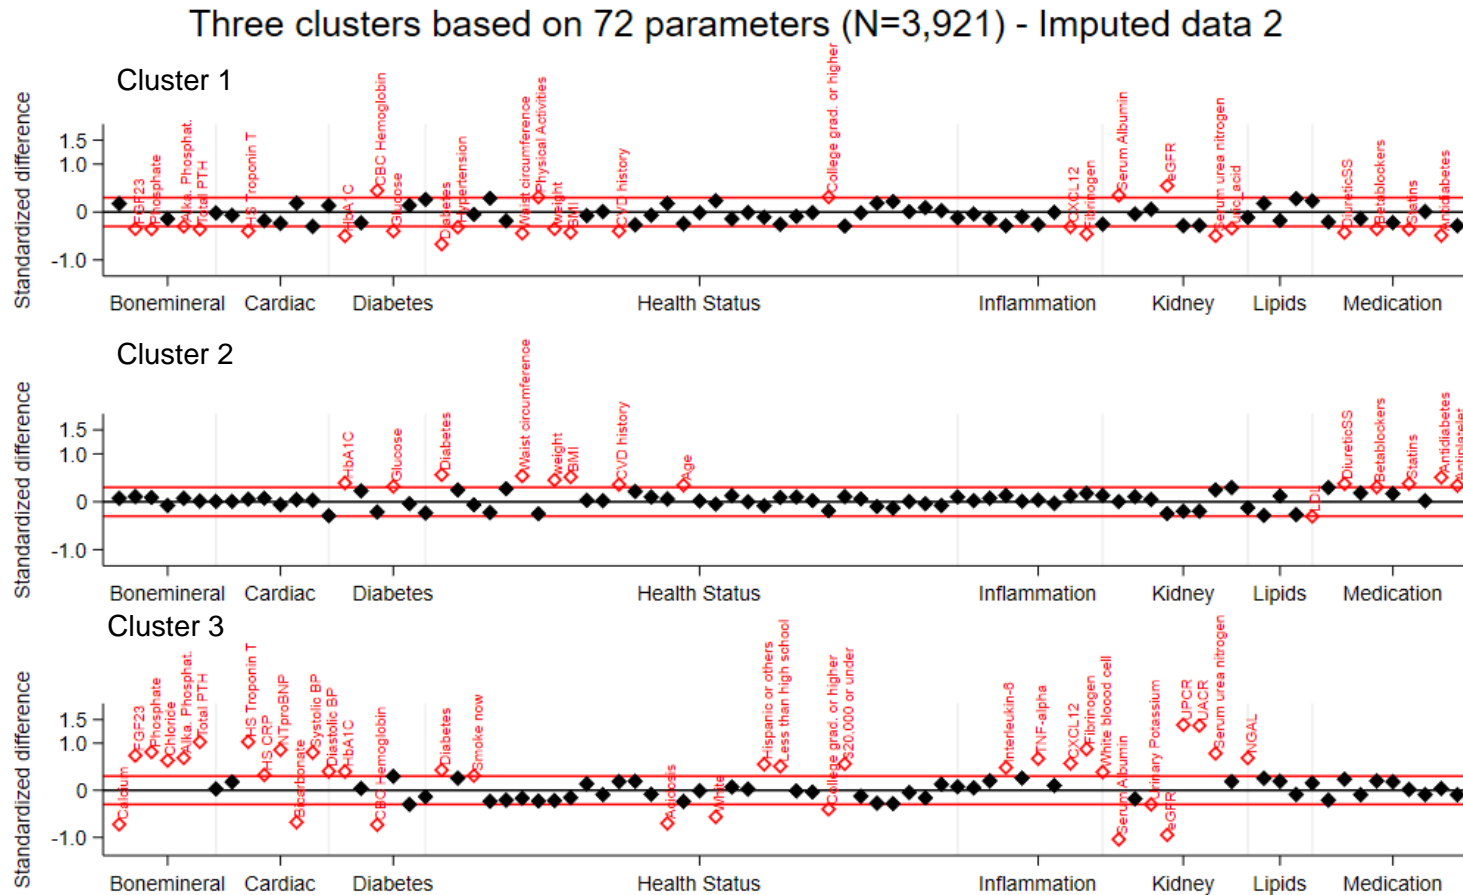 Three clusters based on 72 parameters (N=3,921) - Imputed data 2
Cluster 1
Standardized difference
1.5
1.0
0
-1.0
FGF23
Phosphate
Alka. Phosphat.
Total PTH
HS Troponin T
HbA1C
CBC Hemoglobin
Glucose
Diabetes
Hypertension
Waist circumference
Physical Activities
weight
BMI
CVD history
College grad. or higher
CXCL12
Fibrinogen
Serum Albumin
eGFR
Serum urea nitrogen
uric_acid
DiureticSS
Betablockers
Statins
Antidiabetes
Bonemineral
Cardiac
Diabetes
Health Status
Inflammation
Kidney
Lipids
Medication
Cluster 2
Standardized difference
1.5
1.0
0
-1.0
HbA1C
Glucose
Diabetes
Waist circumference
weight
BMI
CVD history
Age
LDL
DiureticSS
Betablockers
Statins
Antidiabetes
Antiplatelet
Bonemineral
Cardiac
Diabetes
Health Status
Inflammation
Kidney
Lipids
Medication
Cluster 3
Standardized difference
1.5
1.0
0
-1.0
Calcium
FGF23
Phosphate
Chloride
Alka. Phosphat.
Total PTH
HS Troponin T
HS CRP
NTproBNP
Bicarbonate
Systolic BP
Diastolic BP
HbA1C
CBC Hemoglobin
Diabetes
Smoke now
Acidosis
White
Hispanic or others
Less than high school
College grad. or higher
$20,000 or under
Interleukin-6
TNF-alpha
CXCL12
Fibrinogen
White bloood cell
Serum Albumin
Urinary Potassium
eGFR
UPCR
UACR
Serum urea nitrogen
NGAL
Bonemineral
Cardiac
Diabetes
Health Status
Inflammation
Kidney
Lipids
Medication